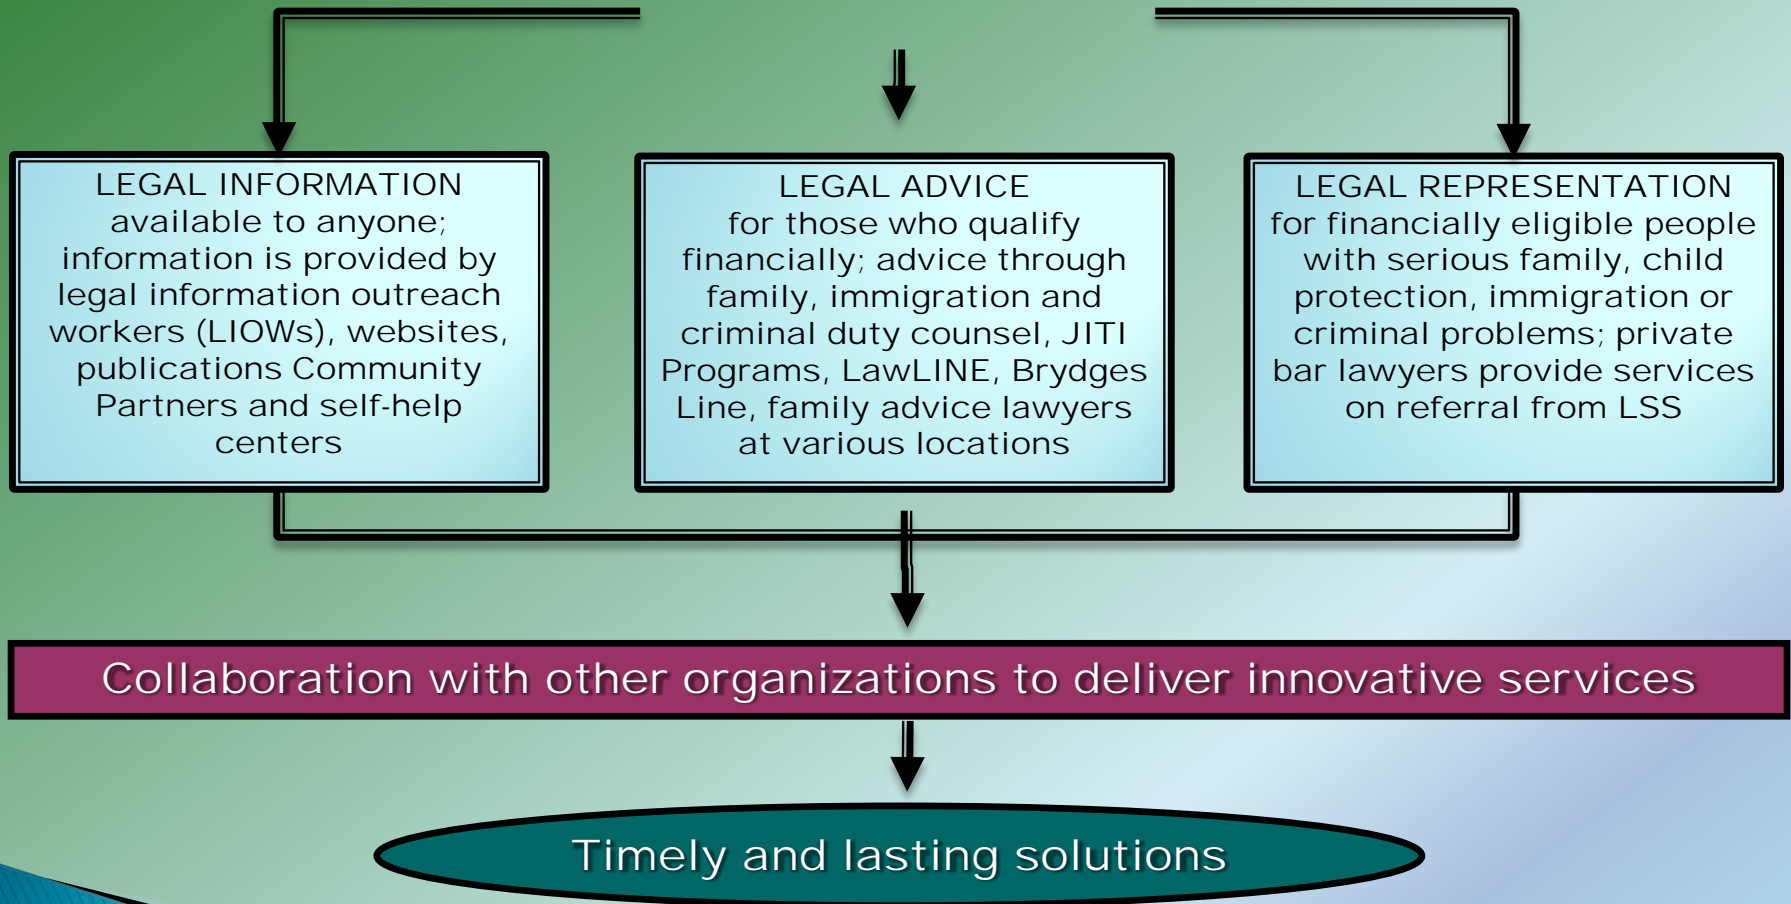 LEGAL INFORMATION
available to anyone;
information is provided by
legal information outreach
workers (LIOWs), websites,
publications Community
Partners and self-help
centers
LEGAL ADVICE
for those who qualify
financially; advice through
family, immigration and
criminal duty counsel, JITI
Programs, LawLINE, Brydges
Line, family advice lawyers
at various locations
LEGAL REPRESENTATION
for financially eligible people
with serious family, child
protection, immigration or
criminal problems; private
bar lawyers provide services
on referral from LSS
Collaboration with other organizations to deliver innovative services
Timely and lasting solutions